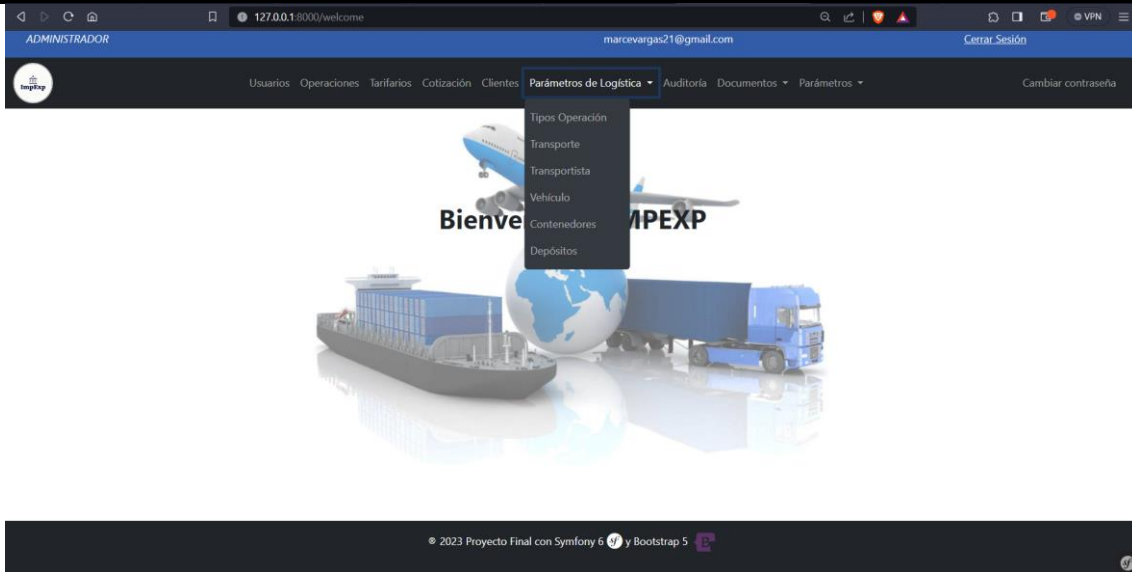 127.0.0.1:8000/welcome
VPN
ADMINISTRADOR marcevargas21@gmail.com Cerrar Sesión
ImpExp
Usuarios Operaciones Tarifarios Cotización Clientes Parámetros de Logística Auditoría Documentos Parámetros Cambiar contraseña
Tipos Operación
Transporte
Transportista
Vehículo
Contenedores
Depósitos
Bienve MPEXP
® 2023 Proyecto Final con Symfony 6 sf y Bootstrap 5 B